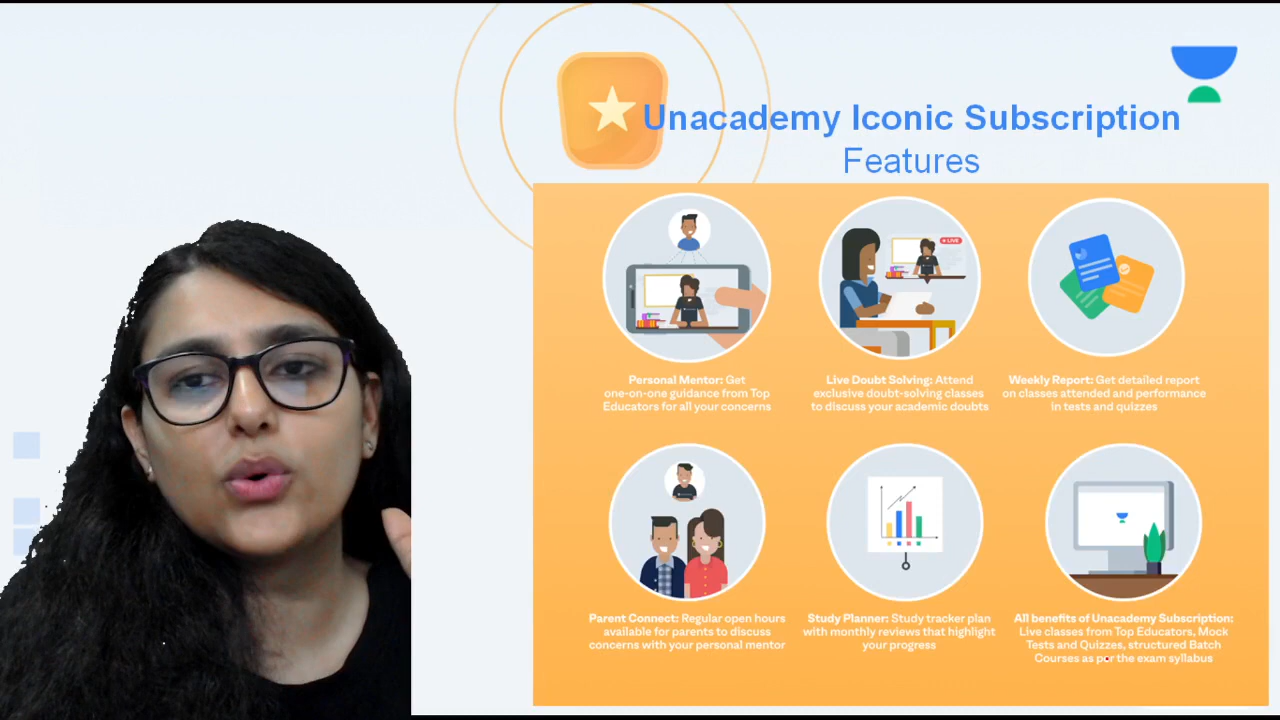 Unacademy Iconic Subscription
Features
LIVE
Personal Mentor: Get
one-on-one guidance from Top
Educators for all your concerns
Live Doubt Solving: Attend
exclusive doubt-solving classes
to discuss your academic doubts
Weekly Report: Get detailed report
on classes attended and performance
in tests and quizzes
Parent Connect: Regular open hours
available for parents to discuss
concerns with your personal mentor
Study Planner: Study tracker plan
with monthly reviews that highlight
your progress
All benefits of Unacademy Subscription:
Live classes from Top Educators, Mock
Tests and Quizzes, structured Batch
Courses as per the exam syllabus